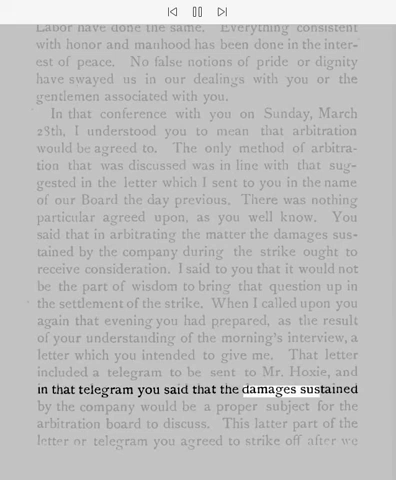 Labor have done the same. Everything consistent
with honor and manhood has been done in the inter-
est of peace. No false notions of pride or dignity
have swayed us in our dealings with you or the
gentlemen associated with you.
In that conference with you on Sunday, March
28th, I understood you to mean that arbitration
would be agreed to. The only method of arbitra-
tion that was discussed was in line with that sug-
gested in the letter which I sent to you in the name
of our Board the day previous. There was nothing
particular agreed upon, as you well know. You
said that in arbitrating the matter the damages sus-
tained by the company during the strike ought to
receive consideration. I said to you that it would not
be the part of wisdom to bring that question up in
the settlement of the strike. When I called upon you
again that evening you had prepared, as the result
of your understanding of the morning's interview, a
letter which you intended to give me. That letter
included a telegram to be sent to Mr. Hoxie, and
in that telegram you said that the damages sustained
by the company would be a proper subject for the
arbitration board to discuss. This latter part of the
letter or telegram you agreed to strike off after we